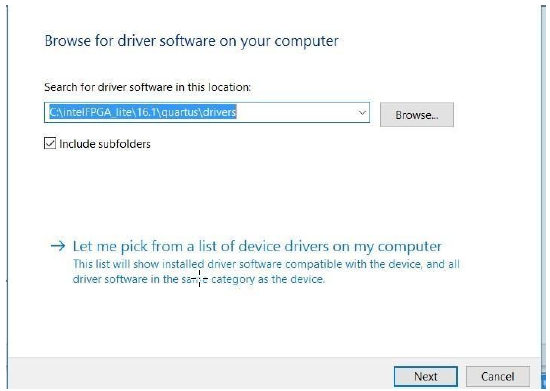 Browse for driver software on your computer
Search for driver software in this location:
C:\intelFPGA_lite\16.1\quartus\drivers
Browse...
Include subfolders
Let me pick from a list of device drivers on my computer
This list will show installed driver software compatible with the device, and all
driver software in the same category as the device.
Next
Cancel